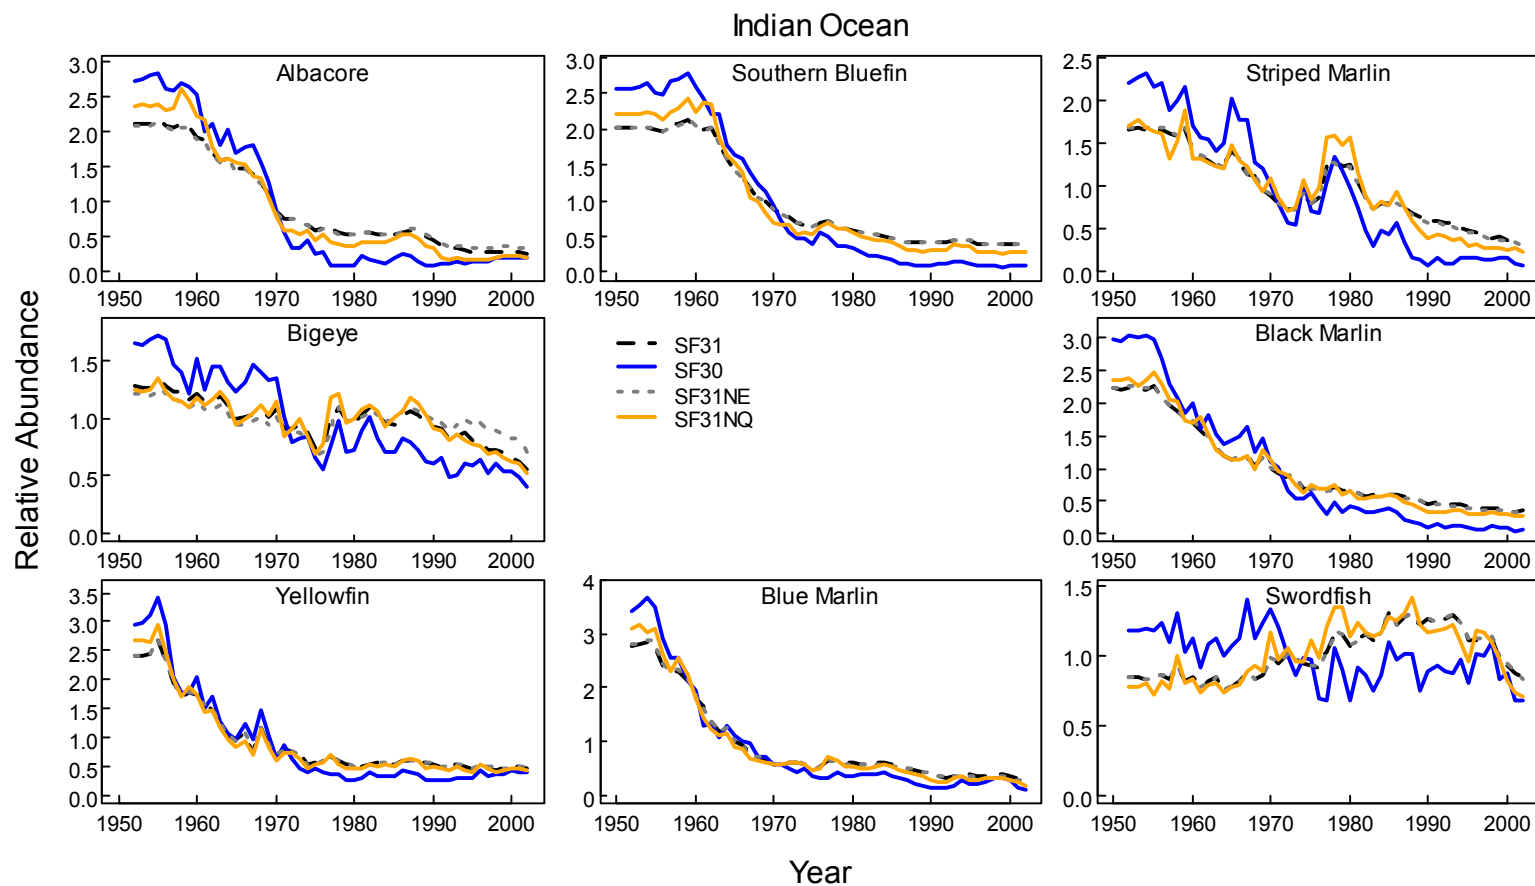 Indian Ocean
Relative Abundance
Albacore
3.0
2.5
2.0
1.5
1.0
0.5
0.0
1950 1960 1970 1980 1990 2000
Southern Bluefin
3.0
2.5
2.0
1.5
1.0
0.5
0.0
1950 1960 1970 1980 1990 2000
Striped Marlin
2.5
2.0
1.5
1.0
0.5
0.0
1950 1960 1970 1980 1990 2000
Bigeye
1.5
1.0
0.5
0.0
1950 1960 1970 1980 1990 2000
SF31
SF30
SF31NE
SF31NQ
Black Marlin
3.0
2.5
2.0
1.5
1.0
0.5
0.0
1950 1960 1970 1980 1990 2000
Yellowfin
3.5
3.0
2.5
2.0
1.5
1.0
0.5
0.0
1950 1960 1970 1980 1990 2000
Blue Marlin
4
3
2
1
0
1950 1960 1970 1980 1990 2000
Swordfish
1.5
1.0
0.5
0.0
1950 1960 1970 1980 1990 2000
Year